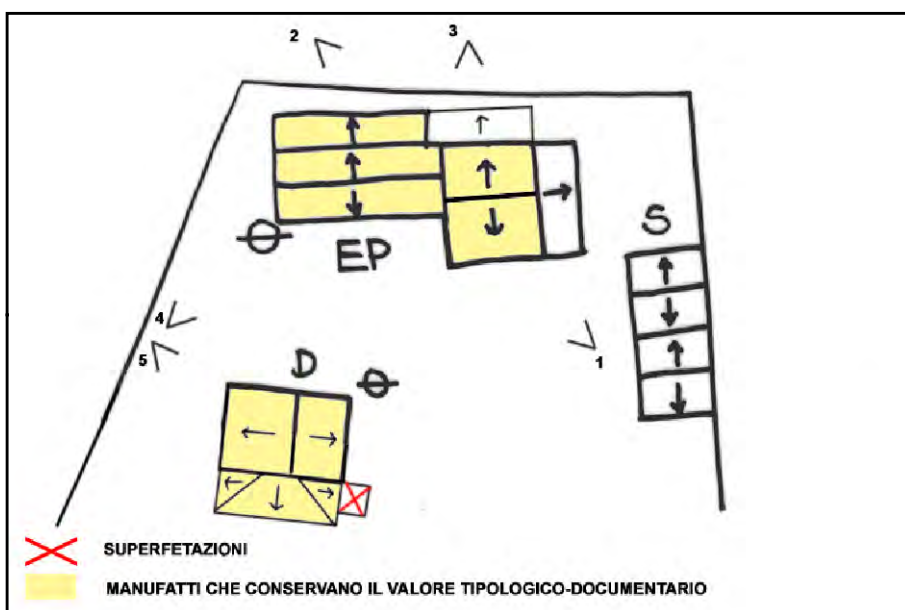 2
3
S
EP
4
5
1
D
SUPERFETAZIONI
MANUFATTI CHE CONSERVANO IL VALORE TIPOLOGICO-DOCUMENTARIO